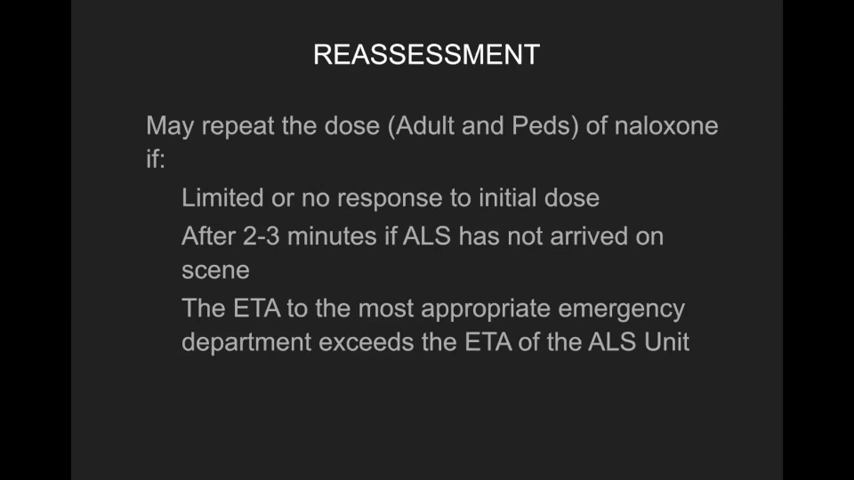 REASSESSMENT
May repeat the dose (Adult and Peds) of naloxone
if:
Limited or no response to initial dose
After 2-3 minutes if ALS has not arrived on
scene
The ETA to the most appropriate emergency
department exceeds the ETA of the ALS Unit